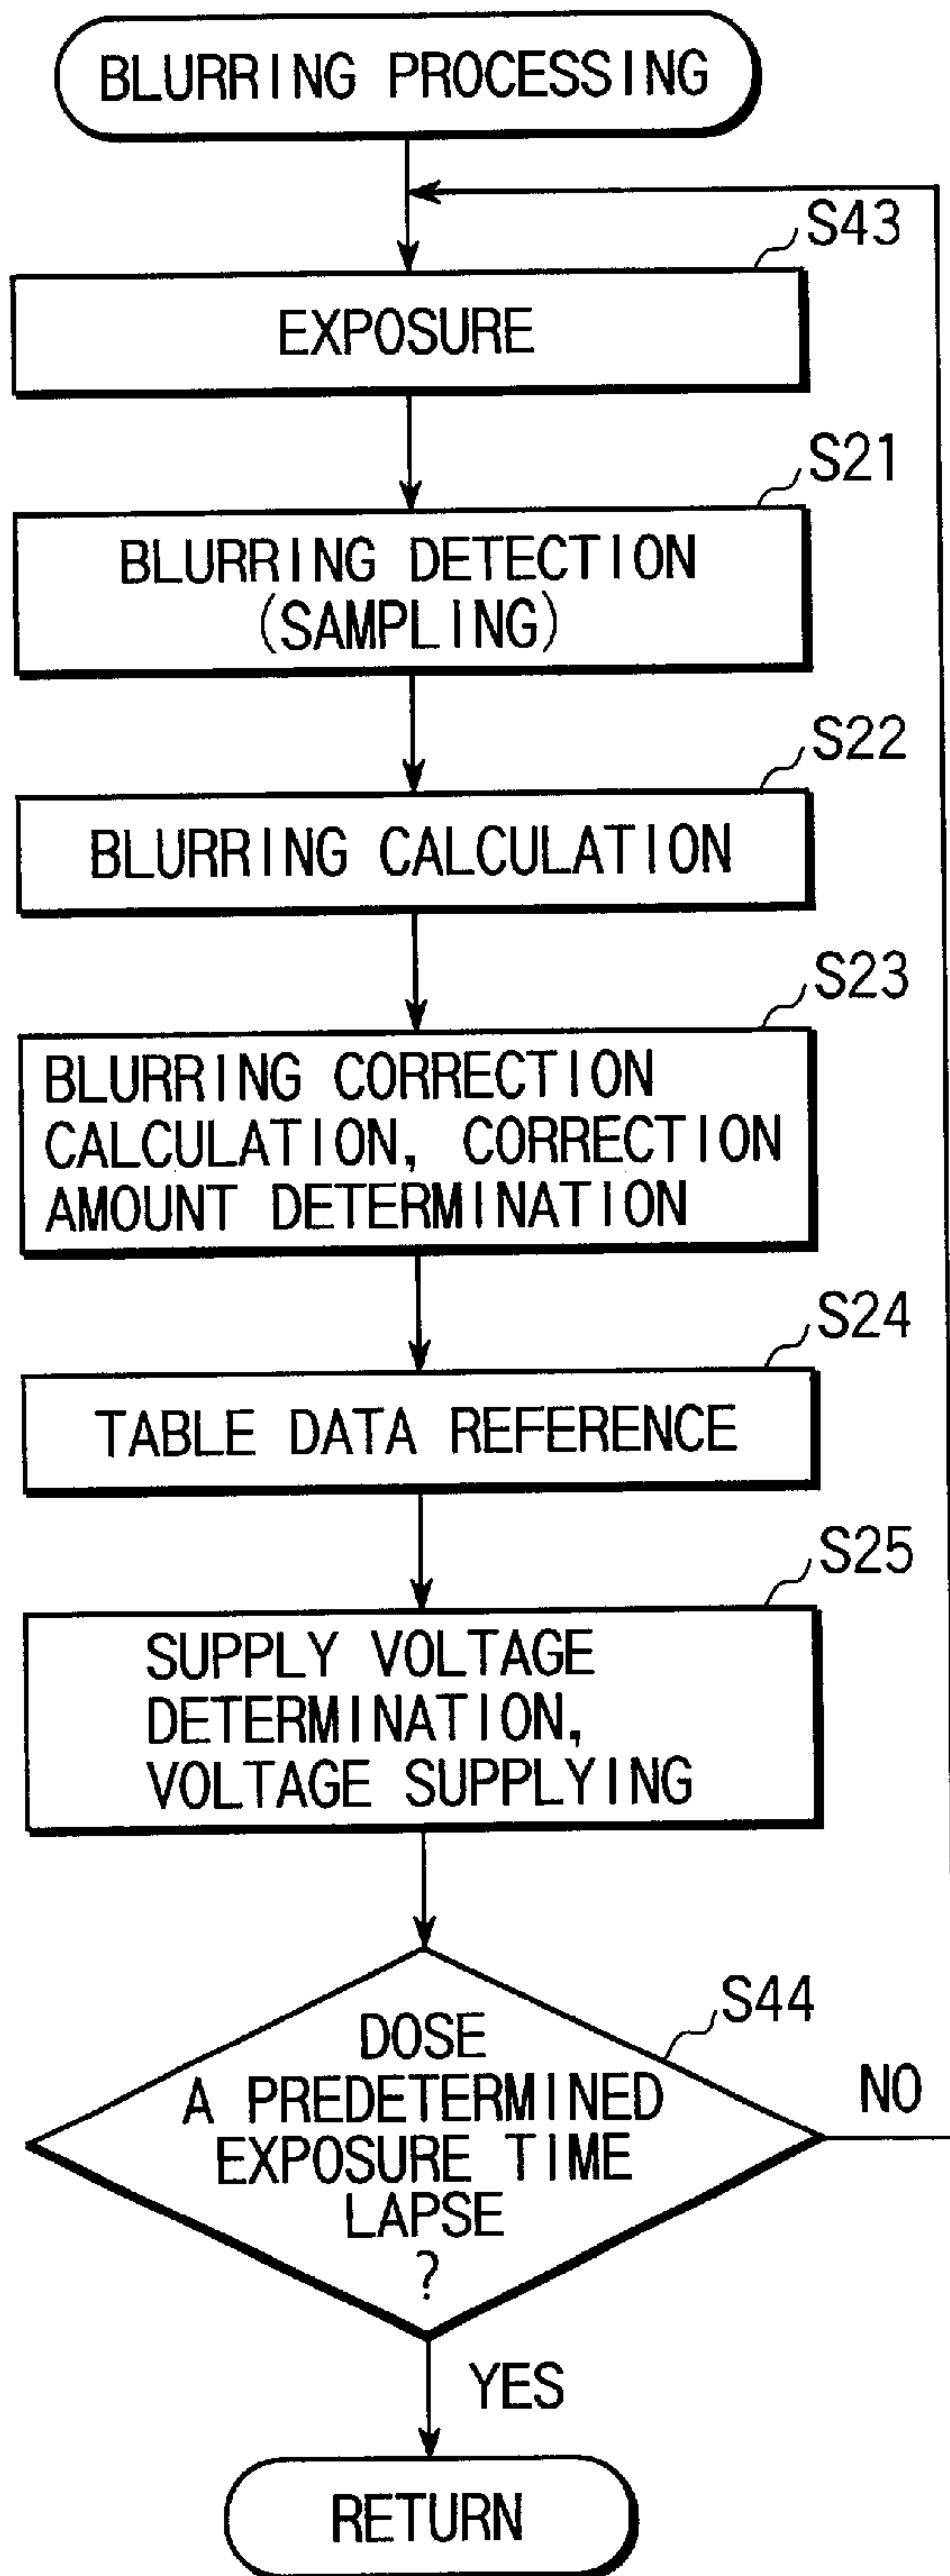 BLURRING PROCESSING
S43
EXPOSURE
S21
BLURRING DETECTION
(SAMPLING)
S22
BLURRING CALCULATION
S23
BLURRING CORRECTION
CALCULATION, CORRECTION
AMOUNT DETERMINATION
S24
TABLE DATA REFERENCE
S25
SUPPLY VOLTAGE
DETERMINATION,
VOLTAGE SUPPLYING
S44
DOSE
A PREDETERMINED
EXPOSURE TIME
LAPSE
?
NO
YES
RETURN